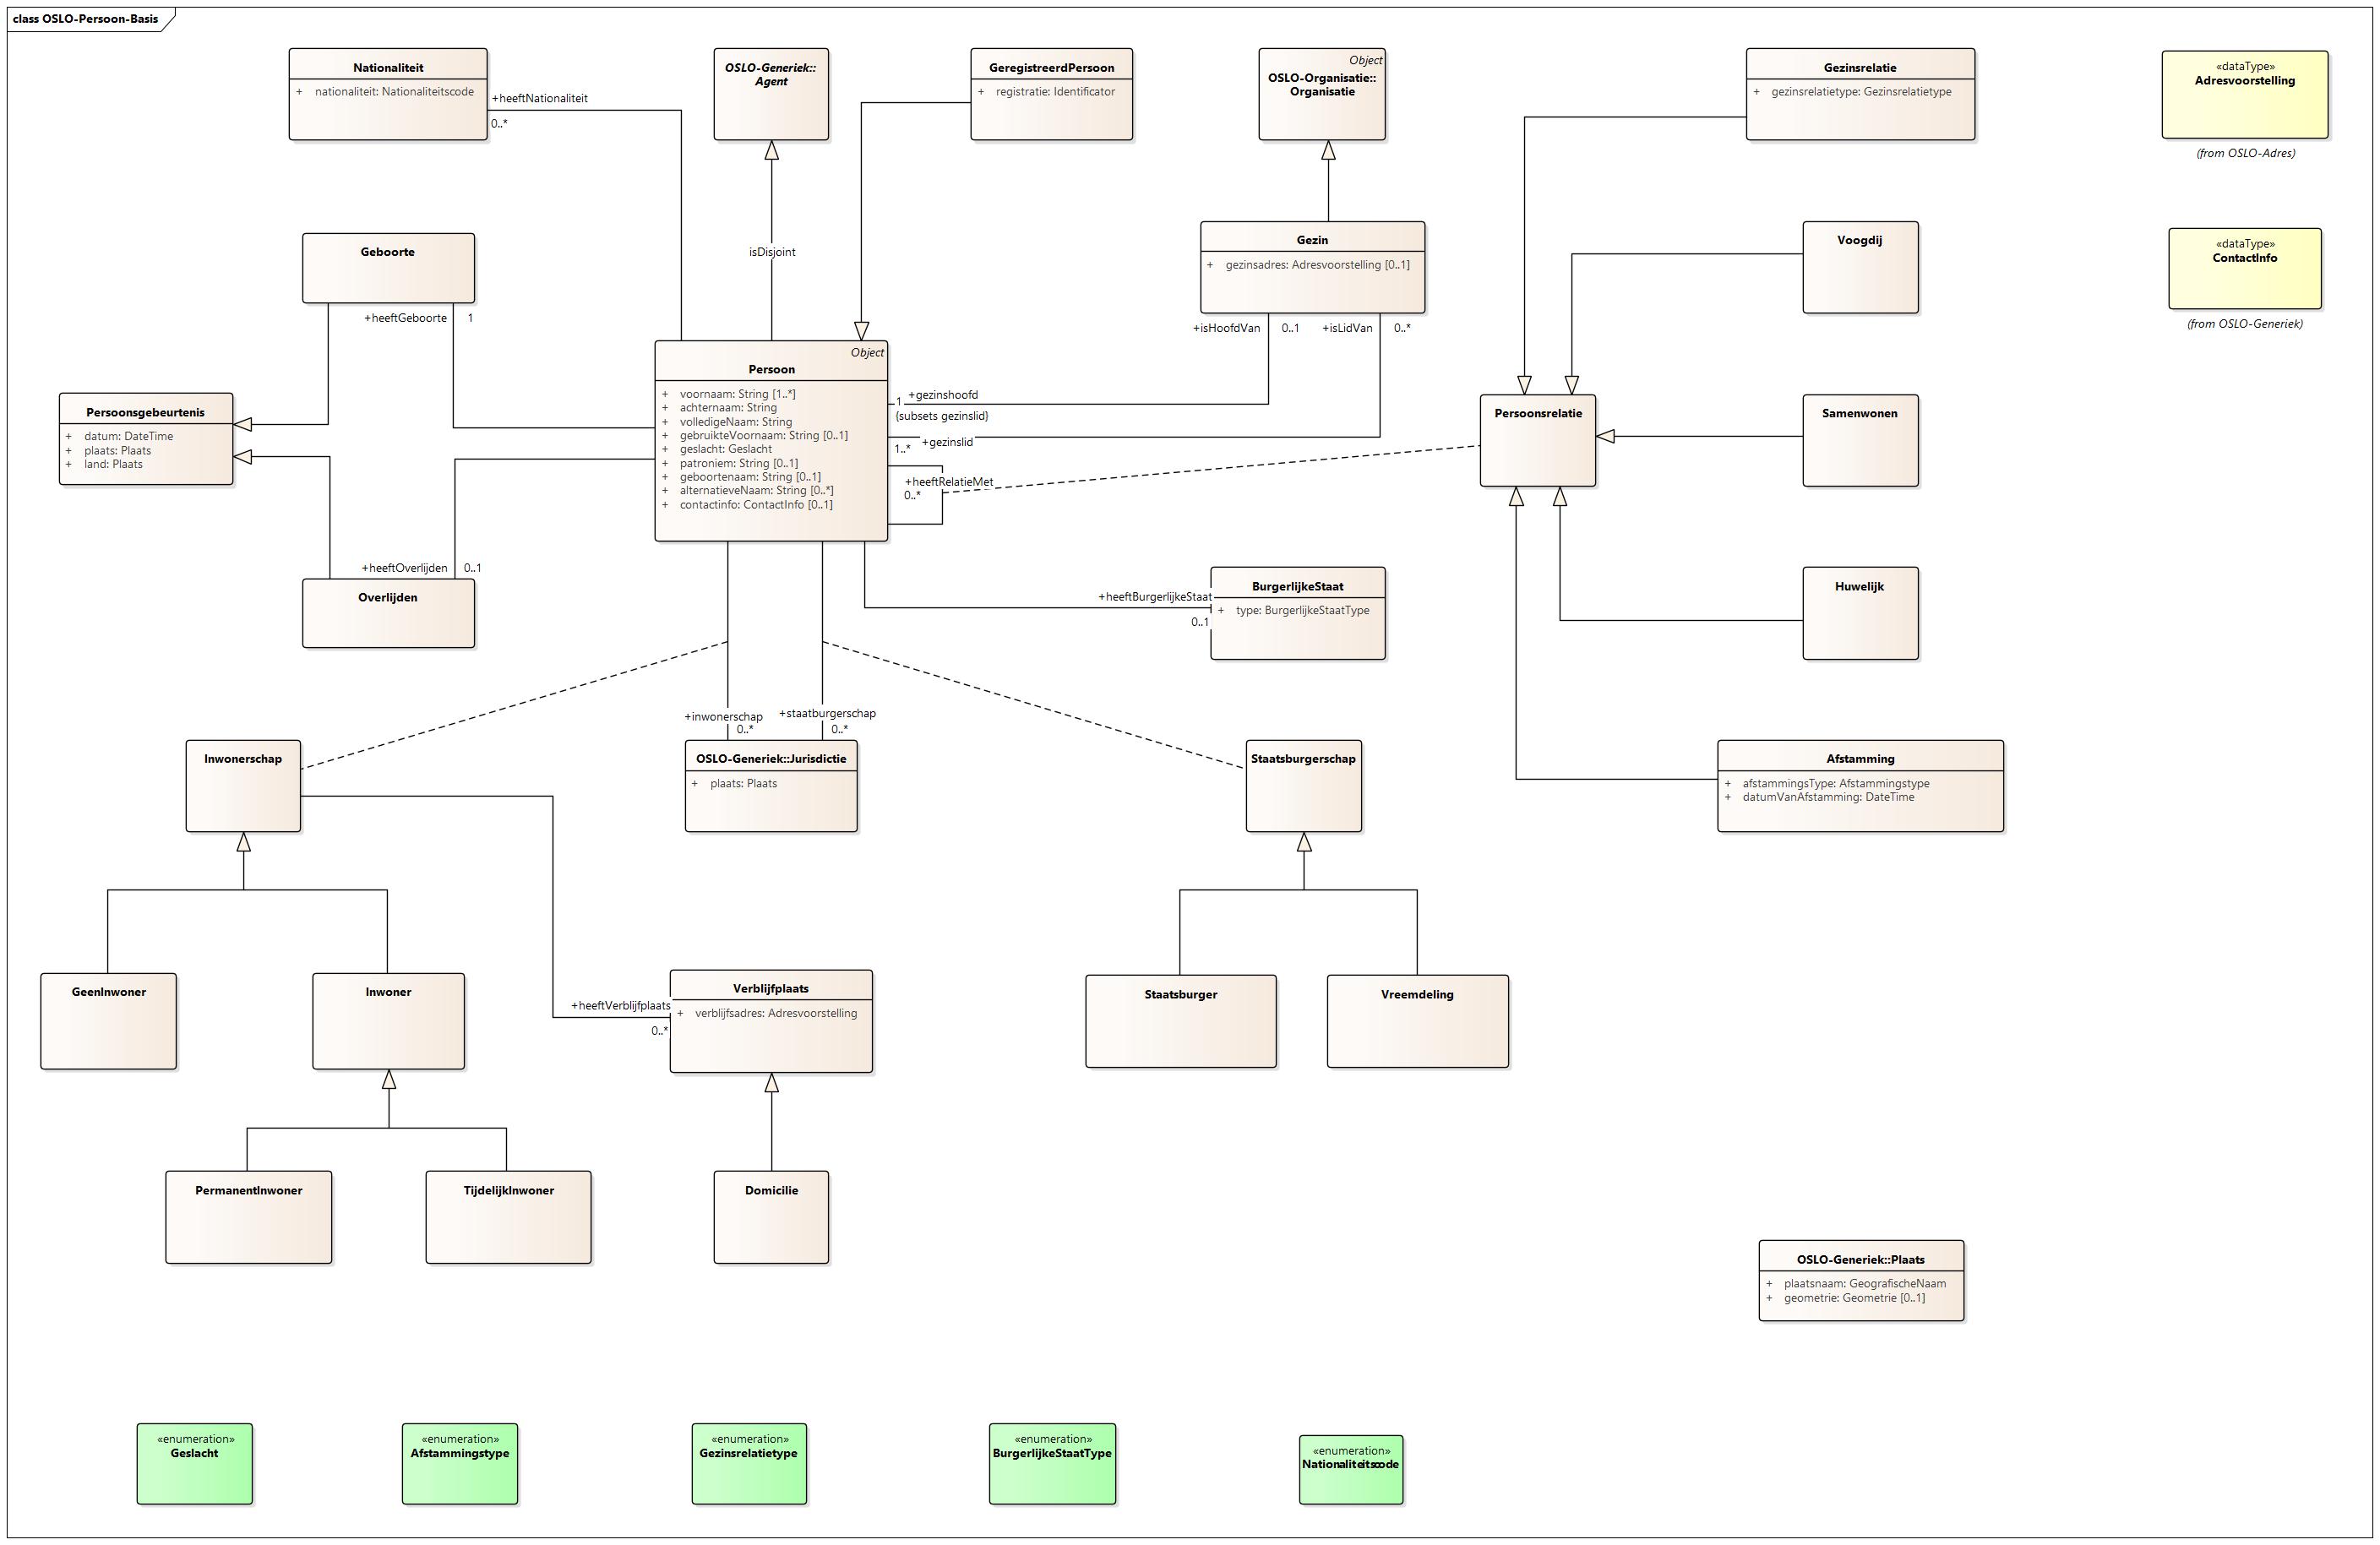 class OSLO-Persoon-Basis
Nationaliteit
+ nationaliteit: Nationaliteitscode
+heeftNationaliteit
0..*
OSLO-Generiek::
Agent
GeregistreerdPersoon
+ registratie: Identificator
Object
OSLO-Organisatie::
Organisatie
Gezinsrelatie
+ gezinsrelatietype: Gezinsrelatietype
«dataType»
Adresvoorstelling
(from OSLO-Adres)
Geboorte
+heeftGeboorte
1
isDisjoint
Gezin
+ gezinsadres: Adresvoorstelling [0..1]
+isHoofdVan
0..1
+isLidVan
0..*
Voogdij
«dataType»
ContactInfo
(from OSLO-Generiek)
Persoonsgebeurtenis
+ datum: DateTime
+ plaats: Plaats
+ land: Plaats
Object
Persoon
+ voornaam: String [1..*]
+ achternaam: String
+ volledigeNaam: String
+ gebruikteVoornaam: String [0..1]
+ geslacht: Geslacht
+ patroniem: String [0..1]
+ geboortenaam: String [0..1]
+ alternatieveNaam: String [0..*]
+ contactinfo: ContactInfo [0..1]
+gezinshoofd
1
{subsets gezinslid}
+gezinslid
1..*
+heeftRelatieMet
0..*
Persoonsrelatie
Samenwonen
+heeftOverlijden
0..1
Overlijden
+heeftBurgerlijkeStaat
0..1
BurgerlijkeStaat
+ type: BurgerlijkeStaatType
Huwelijk
+inwonerschap
0..*
+staatburgerschap
0..*
Inwonerschap
OSLO-Generiek::Jurisdictie
+ plaats: Plaats
Staatsburgerschap
Afstamming
+ afstammingsType: Afstammingstype
+ datumVanAfstamming: DateTime
GeenInwoner
Inwoner
+heeftVerblijfplaats
0..*
Verblijfplaats
+ verblijfsadres: Adresvoorstelling
Staatsburger
Vreemdeling
PermanentInwoner
TijdelijkInwoner
Domicilie
OSLO-Generiek::Plaats
+ plaatsnaam: GeografischeNaam
+ geometrie: Geometrie [0..1]
«enumeration»
Geslacht
«enumeration»
Afstammingstype
«enumeration»
Gezinsrelatietype
«enumeration»
BurgerlijkeStaatType
«enumeration»
Nationaliteitscode